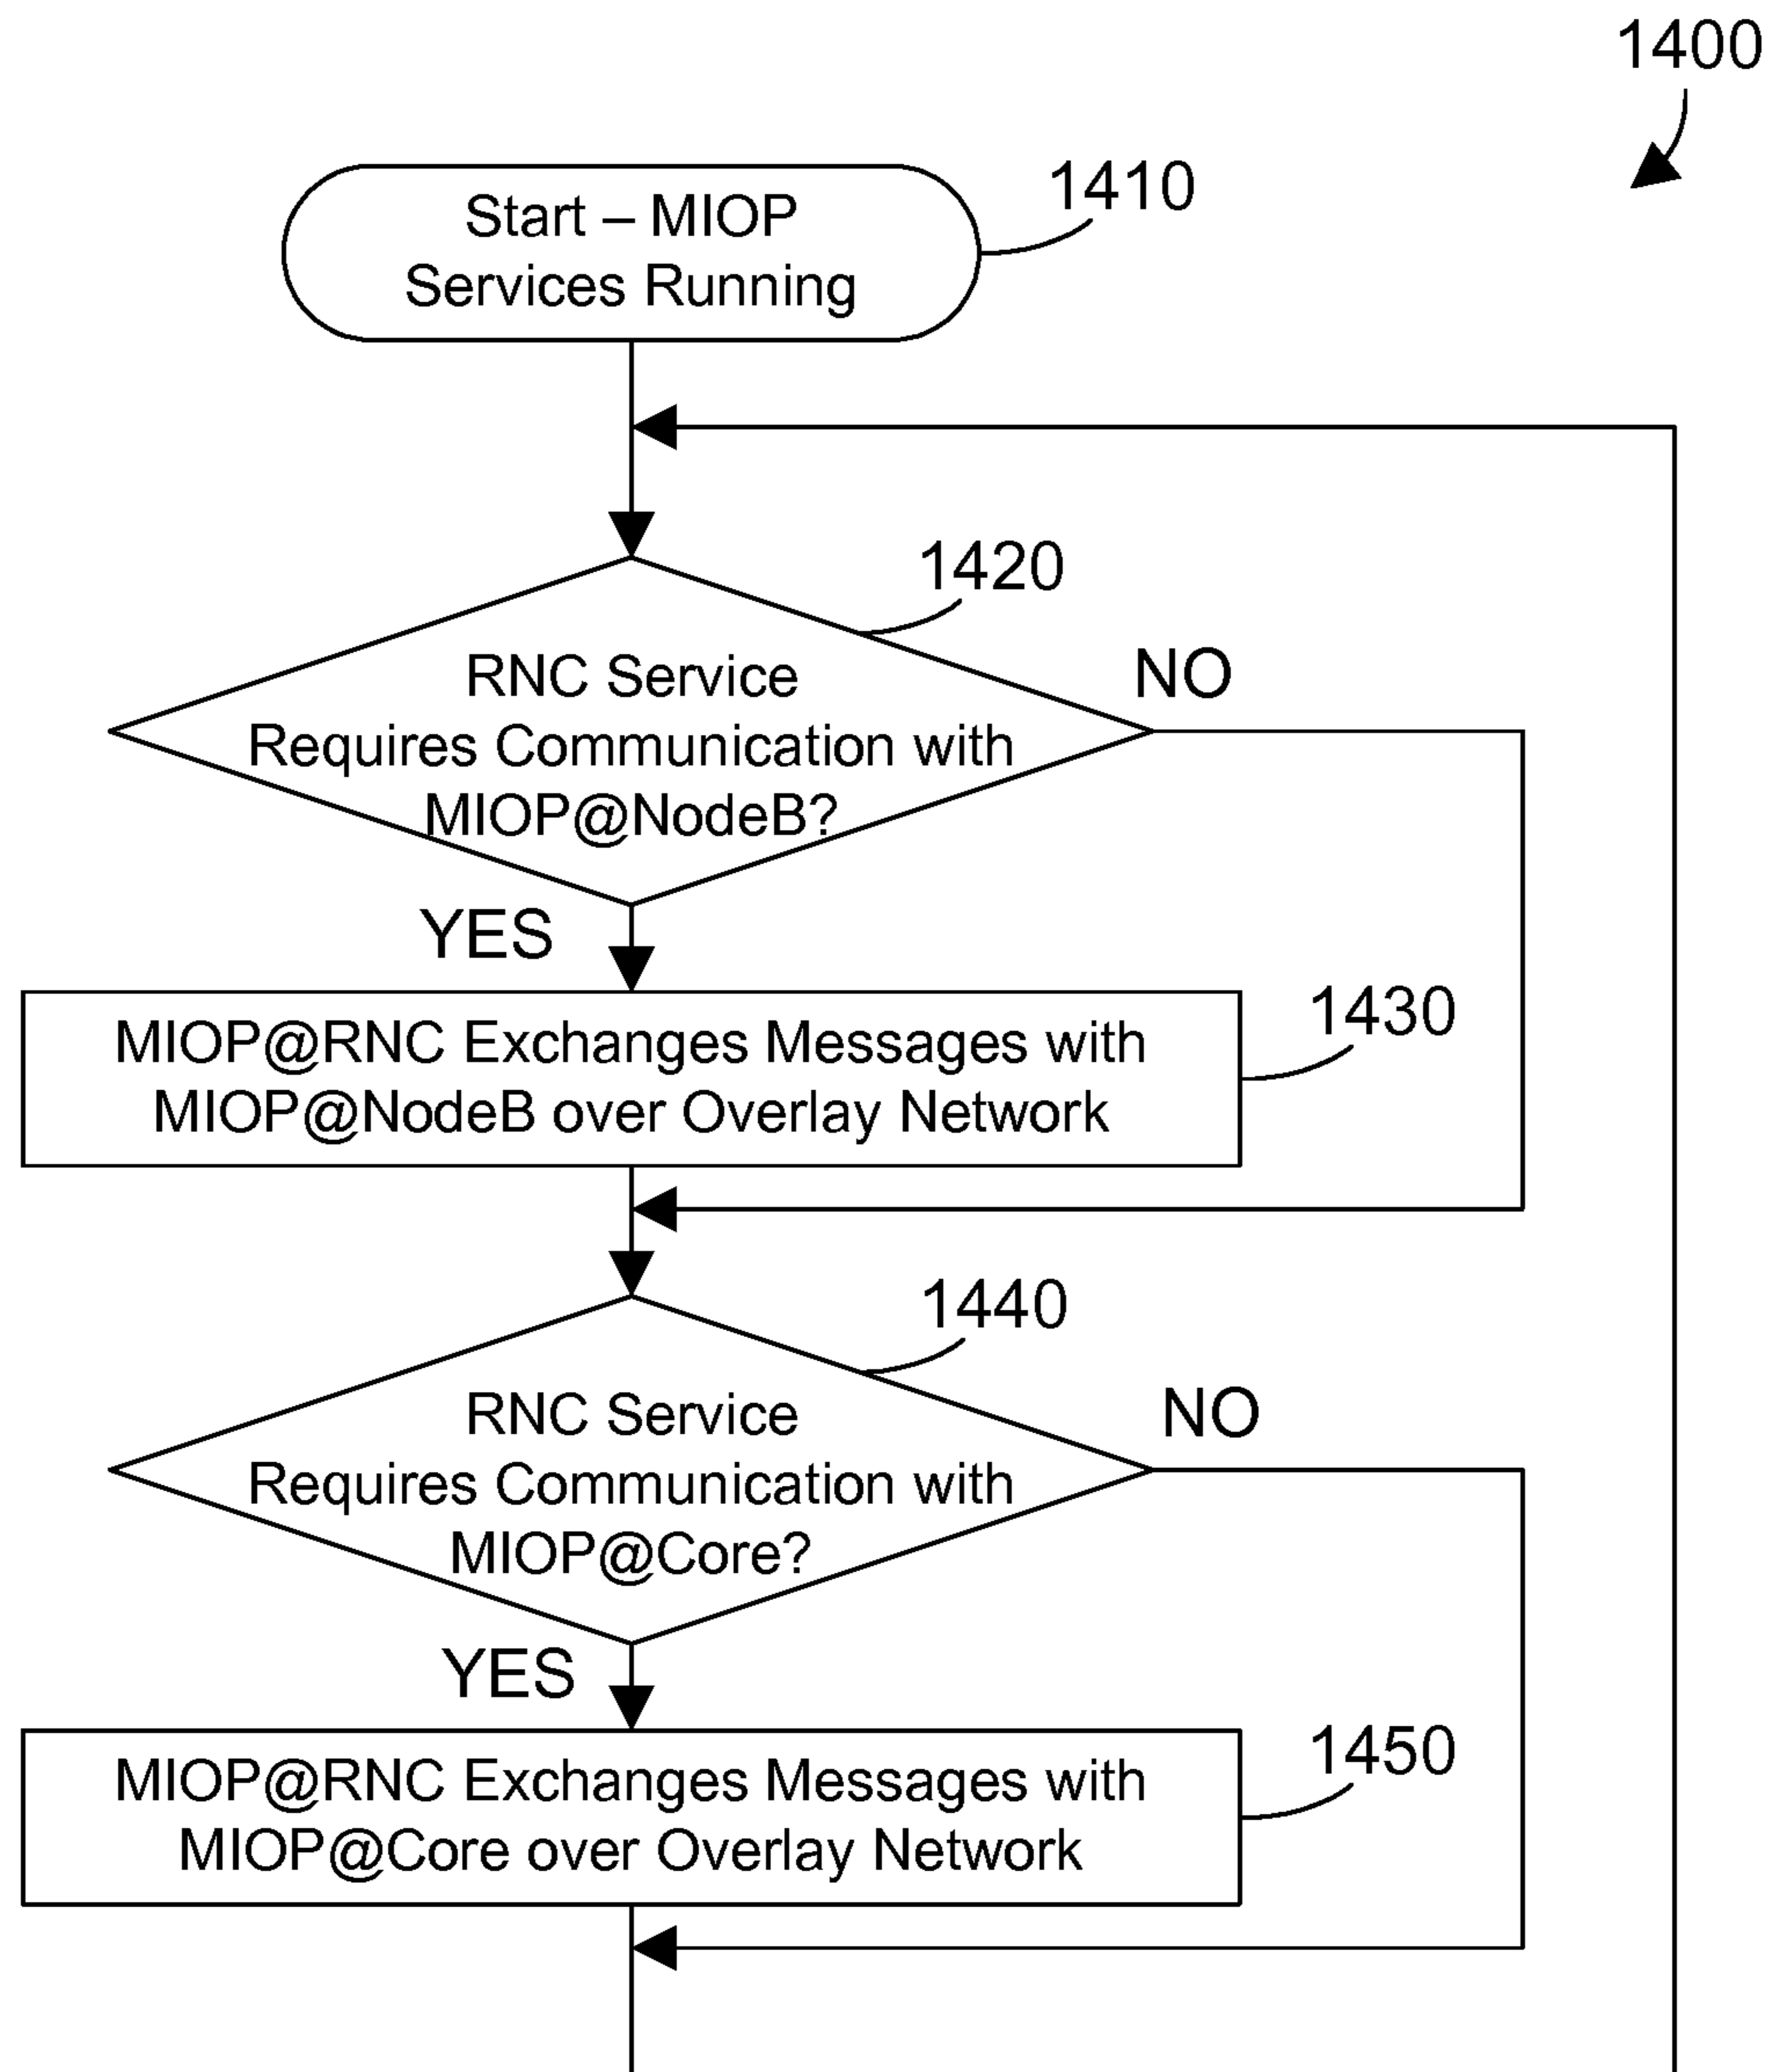 1400
Start – MIOP
Services Running
1410
1420
RNC Service
Requires Communication with
MIOP@NodeB?
NO
YES
1430
MIOP@RNC Exchanges Messages with
MIOP@NodeB over Overlay Network
1440
RNC Service
Requires Communication with
MIOP@Core?
NO
YES
1450
MIOP@RNC Exchanges Messages with
MIOP@Core over Overlay Network